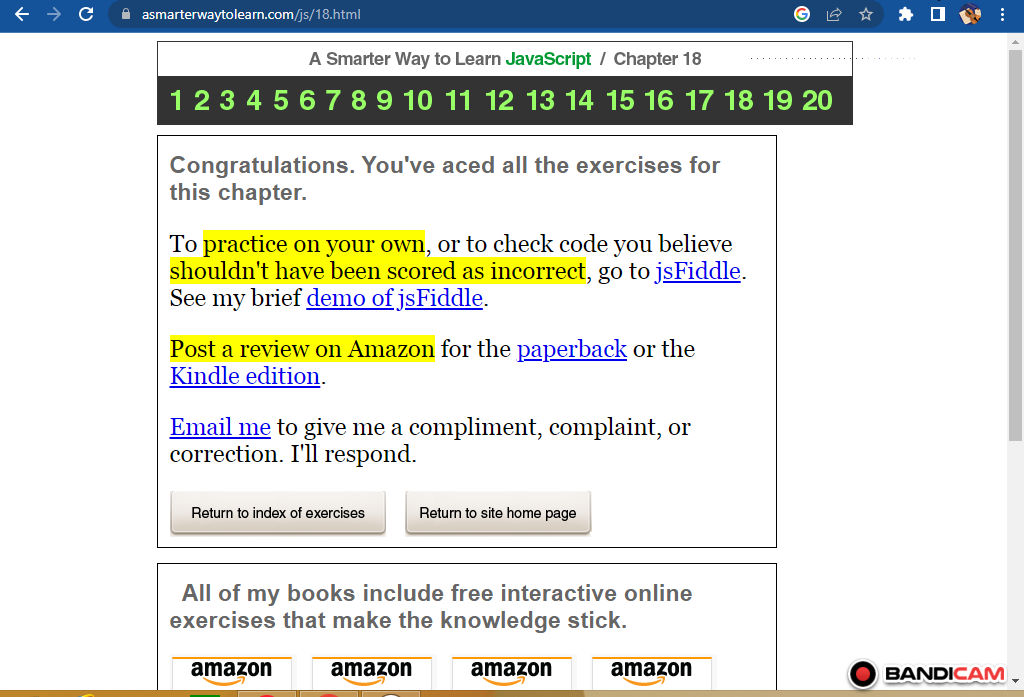 asmarterwaytolearn.com/js/18.html
A Smarter Way to Learn JavaScript / Chapter 18
1 2 3 4 5 6 7 8 9 10 11 12 13 14 15 16 17 18 19 20
Congratulations. You've aced all the exercises for
this chapter.
To practice on your own, or to check code you believe
shouldn't have been scored as incorrect, go to jsFiddle.
See my brief demo of jsFiddle.
Post a review on Amazon for the paperback or the
Kindle edition.
Email me to give me a compliment, complaint, or
correction. I'll respond.
Return to index of exercises Return to site home page
All of my books include free interactive online
exercises that make the knowledge stick.
amazon amazon amazon amazon
BANDICAM